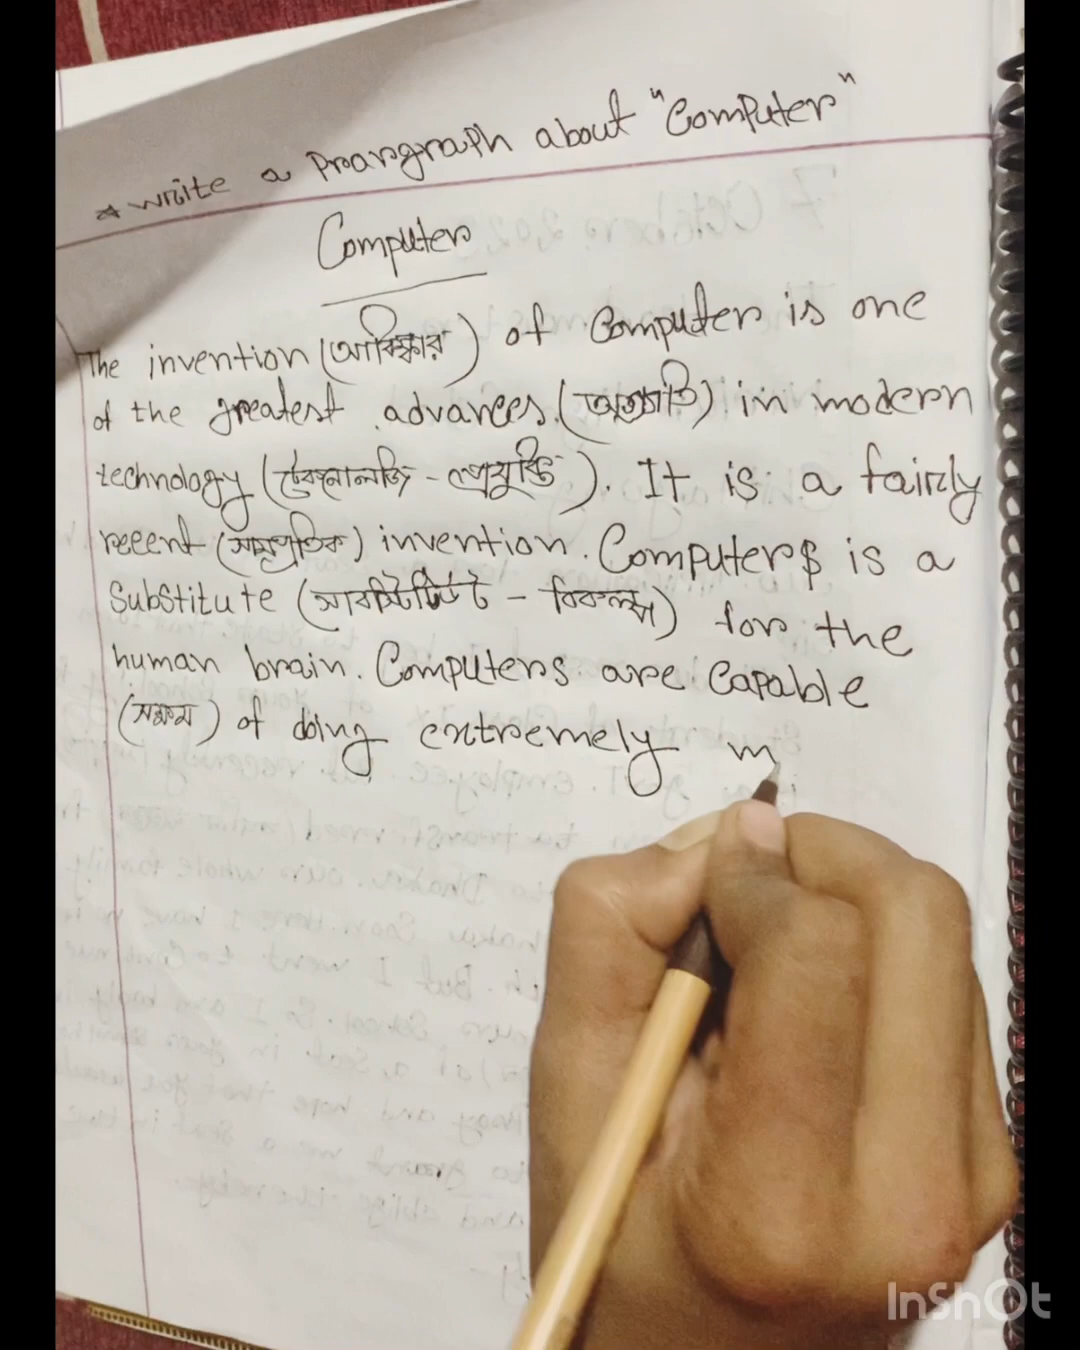 * write a Prargraph about "Computer"
Computer
The invention (আবিস্কার) of Computer is one
of the greatest advances (অগ্রগতি) in modern
technology (টেকনোলজি - প্রযুক্তি). It is a fairly
recent (সাম্প্রতিক) invention. Computers is a
Substitute (সাবস্টিটিউট - বিকল্প) for the
human brain. Computers are Capable
(সক্ষম) of doing extremely m
InShOt